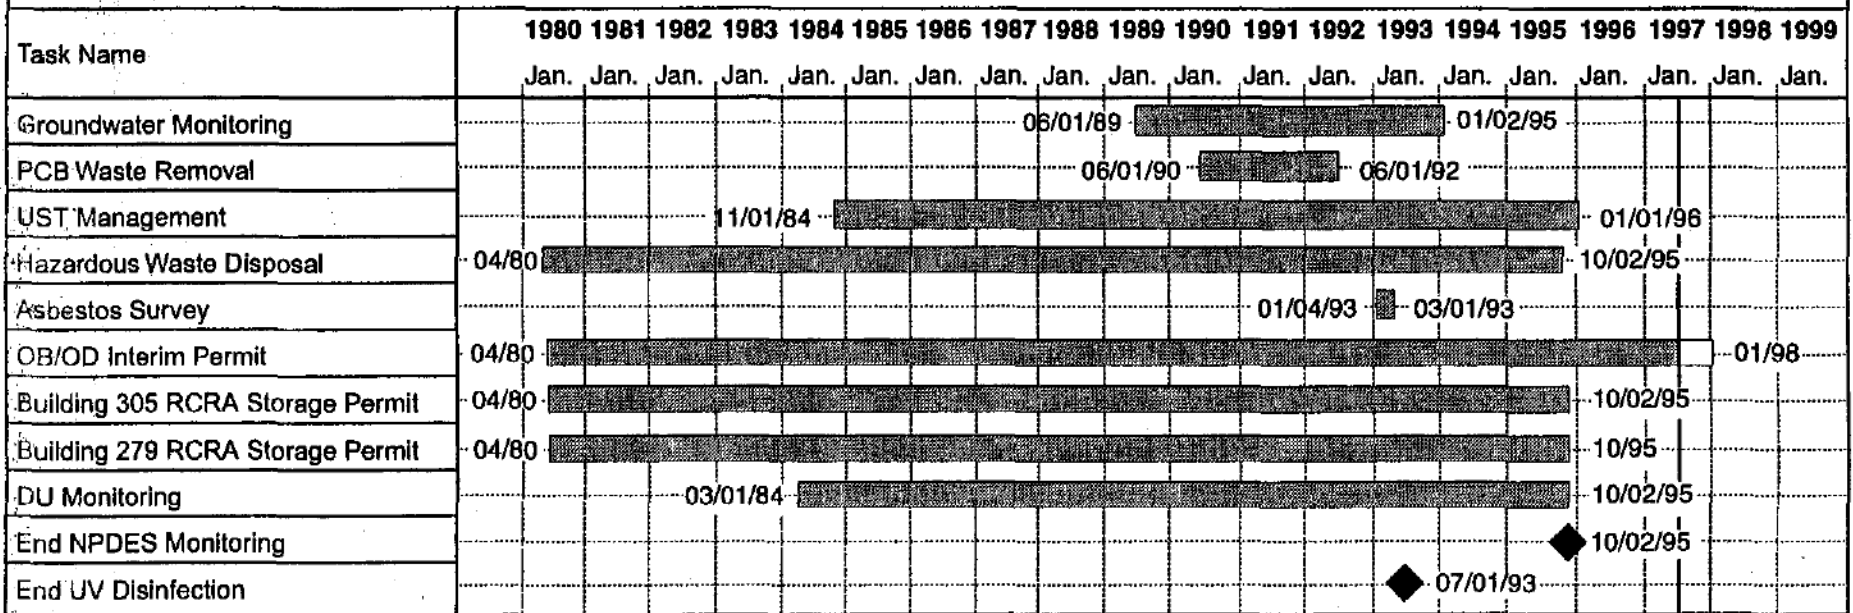 1980 1981 1982 1983 1984 1985 1986 1987 1988 1989 1990 1991 1992 1993 1994 1995 1996 1997 1998 1999
Task Name
Jan. Jan. Jan. Jan. Jan. Jan. Jan. Jan. Jan. Jan. Jan. Jan. Jan. Jan. Jan. Jan. Jan. Jan. Jan. Jan.
Groundwater Monitoring 06/01/89 01/02/95
PCB Waste Removal 06/01/90 06/01/92
UST Management 11/01/84 01/01/96
Hazardous Waste Disposal 04/80 10/02/95
Asbestos Survey 01/04/93 03/01/93
OB/OD Interim Permit 04/80 01/98
Building 305 RCRA Storage Permit 04/80 10/02/95
Building 279 RCRA Storage Permit 04/80 10/95
DU Monitoring 03/01/84 10/02/95
End NPDES Monitoring 10/02/95
End UV Disinfection 07/01/93